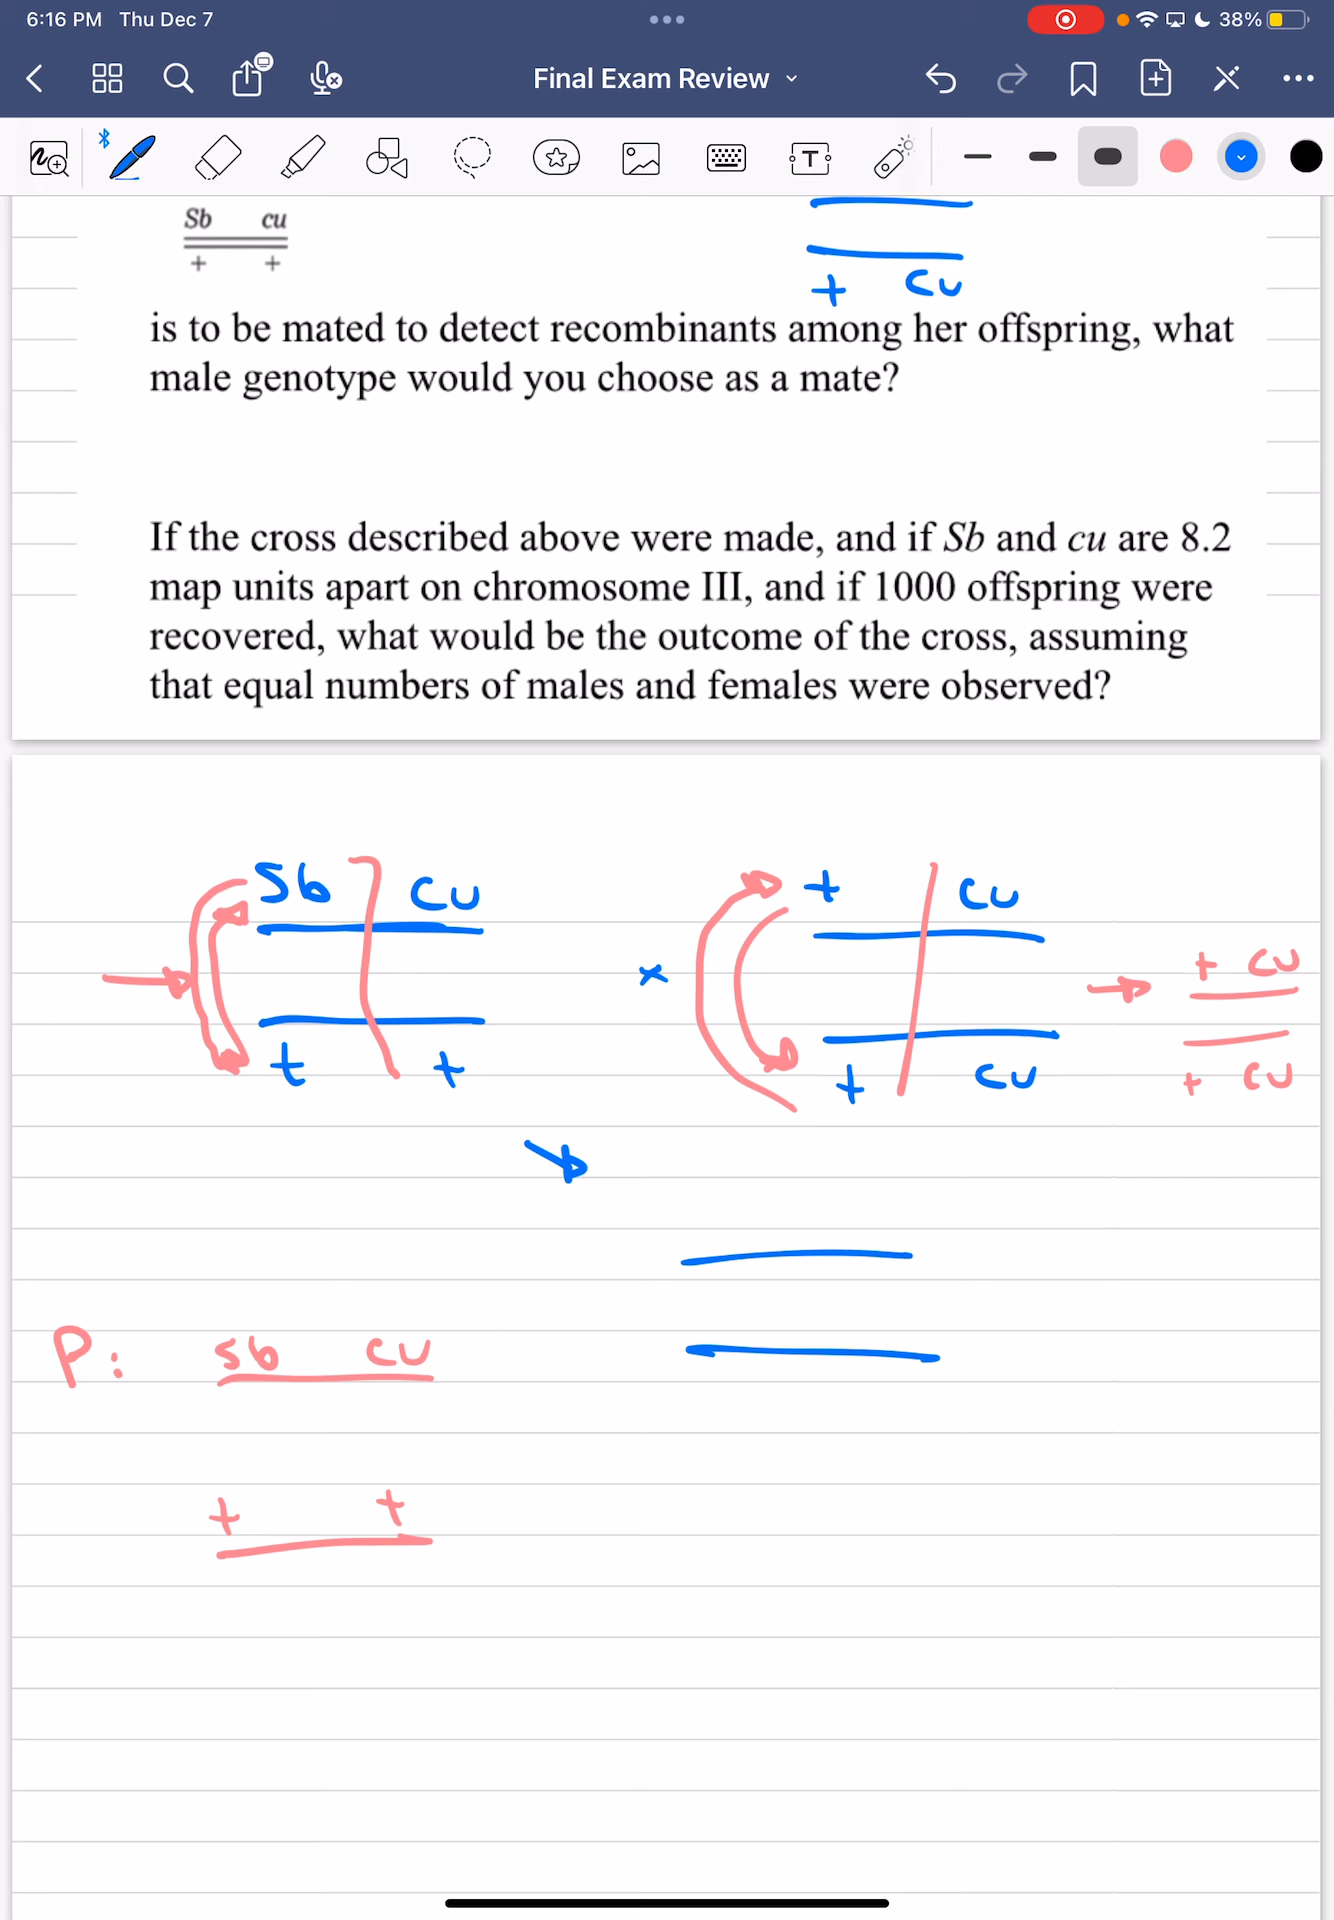 6:16 PM Thu Dec 7
38%
Final Exam Review
T
Sb cu
+ +
+ cu
is to be mated to detect recombinants among her offspring, what
male genotype would you choose as a mate?
If the cross described above were made, and if Sb and cu are 8.2
map units apart on chromosome III, and if 1000 offspring were
recovered, what would be the outcome of the cross, assuming
that equal numbers of males and females were observed?
Sb cu + cu
x + cu
+ + + cu + cu
P: sb cu
+ +